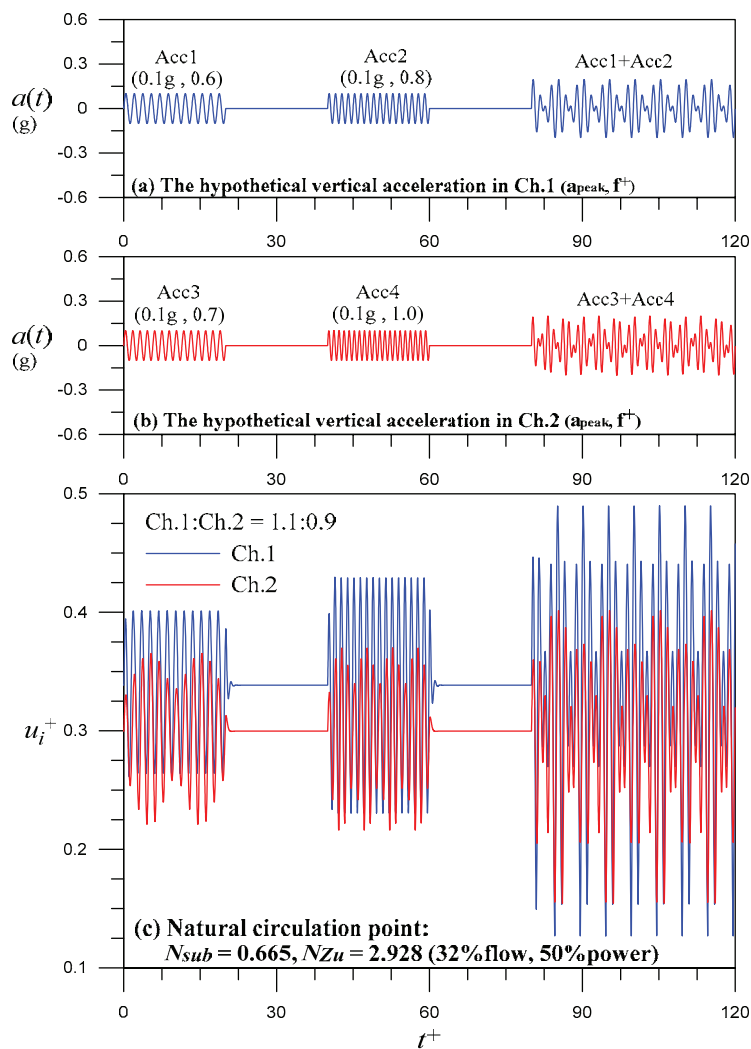 0.6
0.3
0
-0.3
-0.6
a(t)
(g)
Acc1
(0.1g , 0.6)
Acc2
(0.1g , 0.8)
Acc1+Acc2
(a) The hypothetical vertical acceleration in Ch.1 (apeak, f⁺)
0 30 60 90 120
0.6
0.3
0
-0.3
-0.6
a(t)
(g)
Acc3
(0.1g , 0.7)
Acc4
(0.1g , 1.0)
Acc3+Acc4
(b) The hypothetical vertical acceleration in Ch.2 (apeak, f⁺)
0 30 60 90 120
0.5
0.4
0.3
0.2
0.1
uᵢ⁺
Ch.1:Ch.2 = 1.1:0.9
Ch.1
Ch.2
(c) Natural circulation point:
Nsub = 0.665, NZu = 2.928 (32%flow, 50%power)
0 30 60 90 120
t⁺